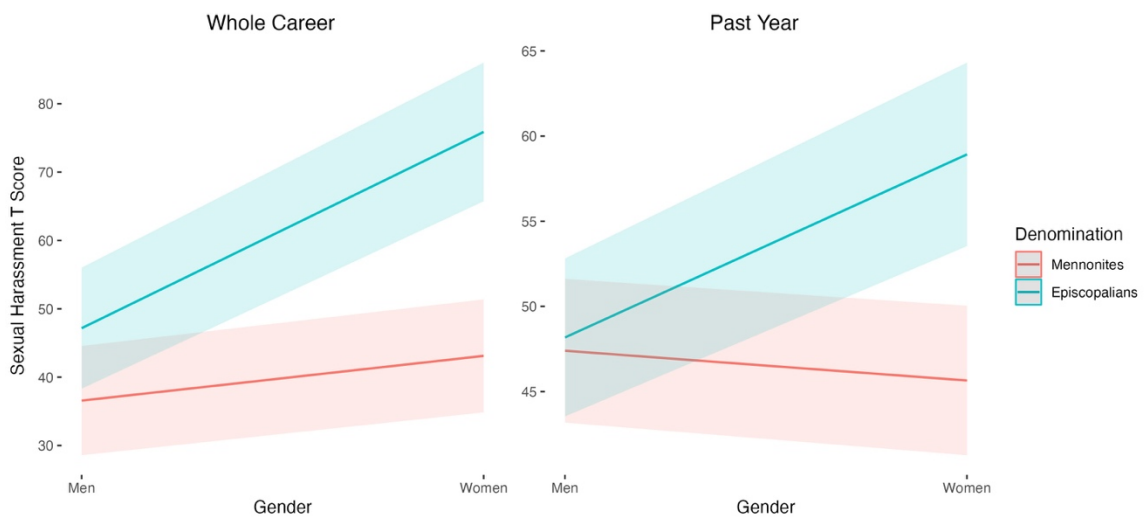 Whole Career
Past Year
Sexual Harassment T Score
80
70
60
50
40
30
Men
Women
Gender
65
60
55
50
45
Men
Women
Gender
Denomination
Mennonites
Episcopalians